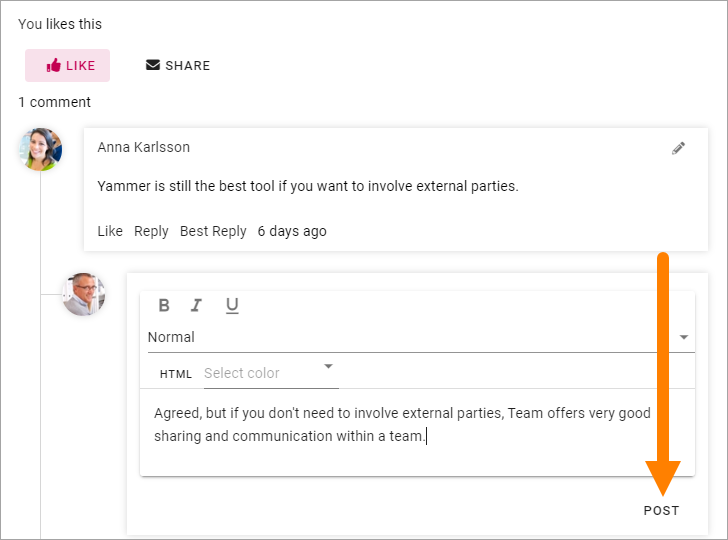 You likes this
LIKE SHARE
1 comment
Anna Karlsson
Yammer is still the best tool if you want to involve external parties.
Like Reply Best Reply 6 days ago
B I U
Normal
HTML Select color
Agreed, but if you don't need to involve external parties, Team offers very good
sharing and communication within a team.
POST